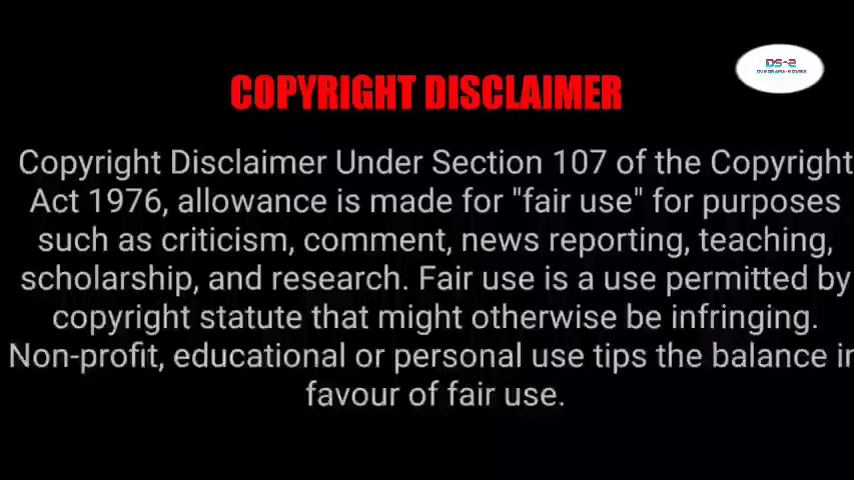 DS-2
COPYRIGHT DISCLAIMER
Copyright Disclaimer Under Section 107 of the Copyright
Act 1976, allowance is made for "fair use" for purposes
such as criticism, comment, news reporting, teaching,
scholarship, and research. Fair use is a use permitted by
copyright statute that might otherwise be infringing.
Non-profit, educational or personal use tips the balance in
favour of fair use.